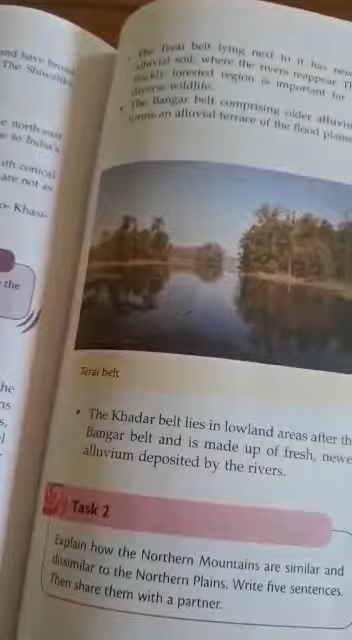 and have broad
The Shiwaliks
e north-east
e to India's
ith conical
are not as
o- Khasi-
the
he
ns
s,
• The Terai belt lying next to it has new
alluvial soil, where the rivers reappear. Th
thickly forested region is important for
diverse wildlife.
• The Bangar belt comprising older alluviu
forms an alluvial terrace of the flood plains
Terai belt
• The Khadar belt lies in lowland areas after th
Bangar belt and is made up of fresh, newe
alluvium deposited by the rivers.
Task 2
Explain how the Northern Mountains are similar and
dissimilar to the Northern Plains. Write five sentences.
Then share them with a partner.